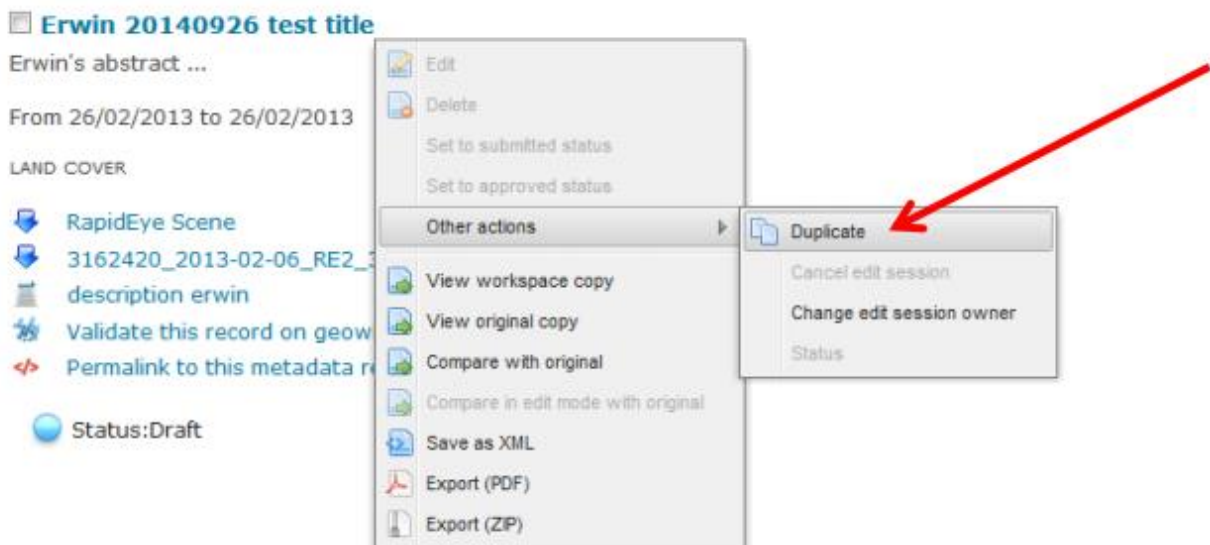 Erwin 20140926 test title
Erwin's abstract ...
From 26/02/2013 to 26/02/2013
LAND COVER
RapidEye Scene
3162420_2013-02-06_RE2_
description erwin
Validate this record on geow
Permalink to this metadata r
Status:Draft
Edit
Delete
Set to submitted status
Set to approved status
Other actions
View workspace copy
View original copy
Compare with original
Compare in edit mode with original
Save as XML
Export (PDF)
Export (ZIP)
Duplicate
Cancel edit session
Change edit session owner
Status